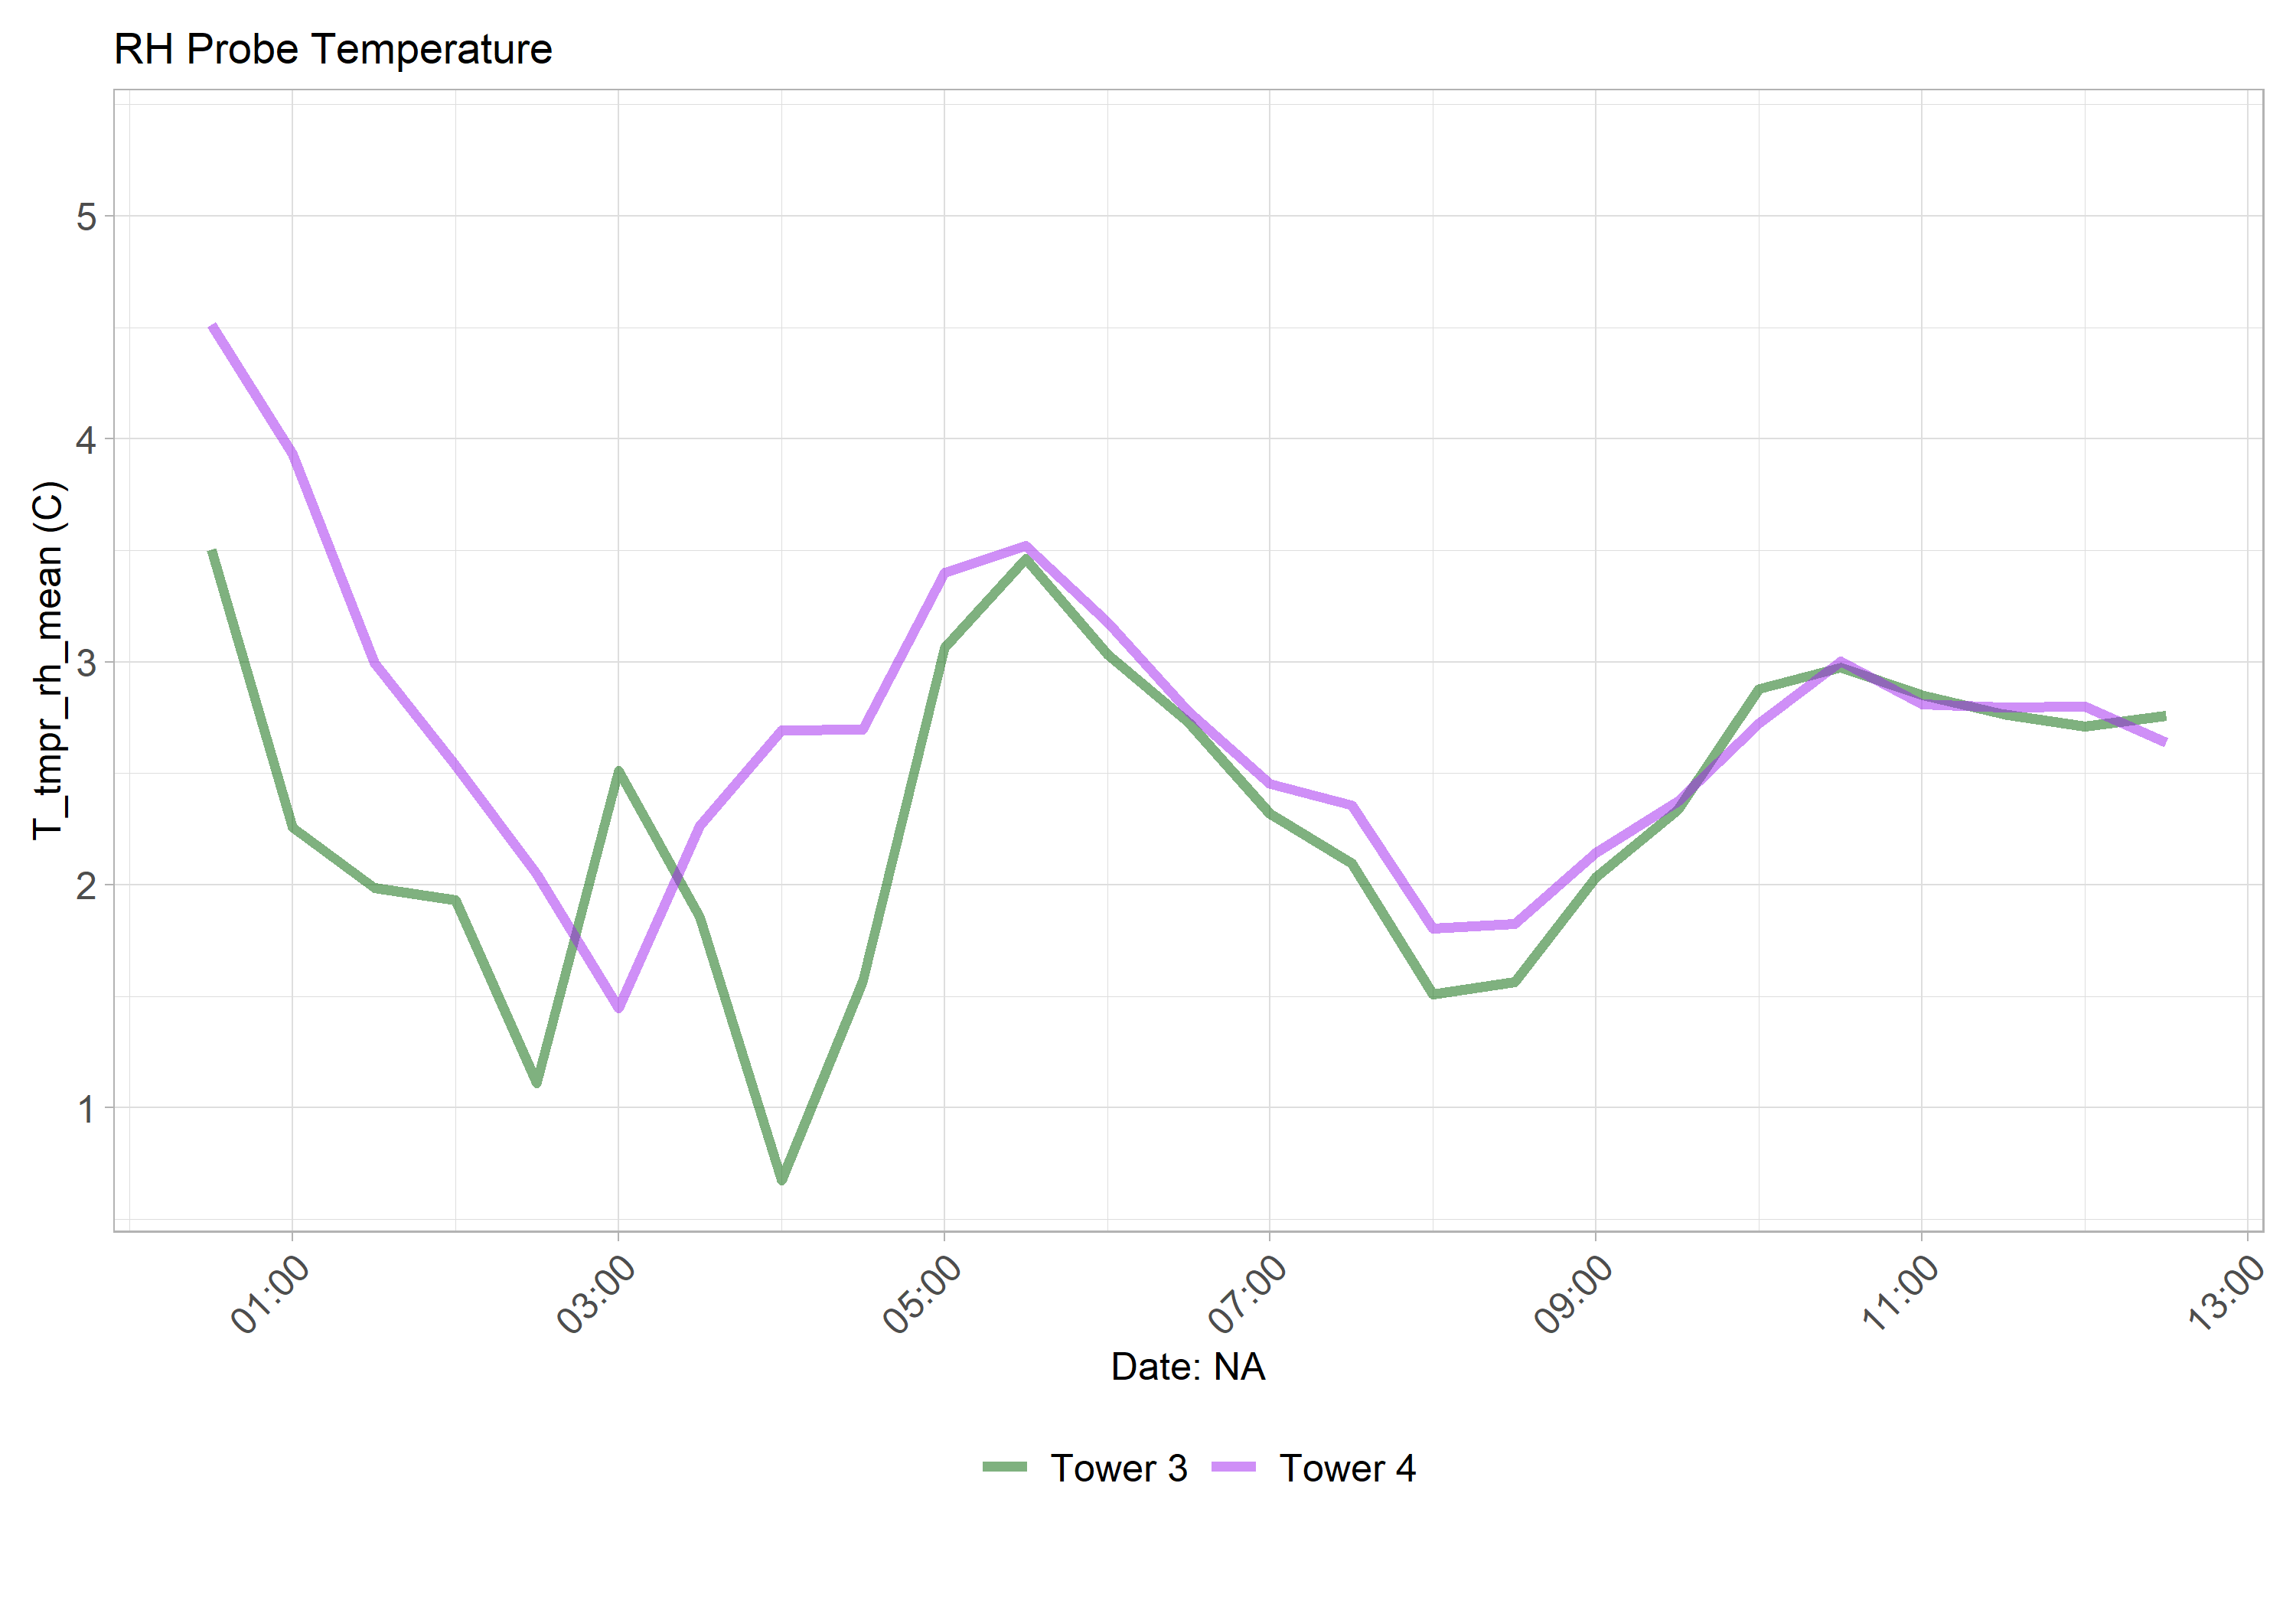 RH Probe Temperature
T_tmpr_rh_mean (C)
5
4
3
2
1
01:00
03:00
05:00
07:00
09:00
11:00
13:00
Date: NA
Tower 3
Tower 4